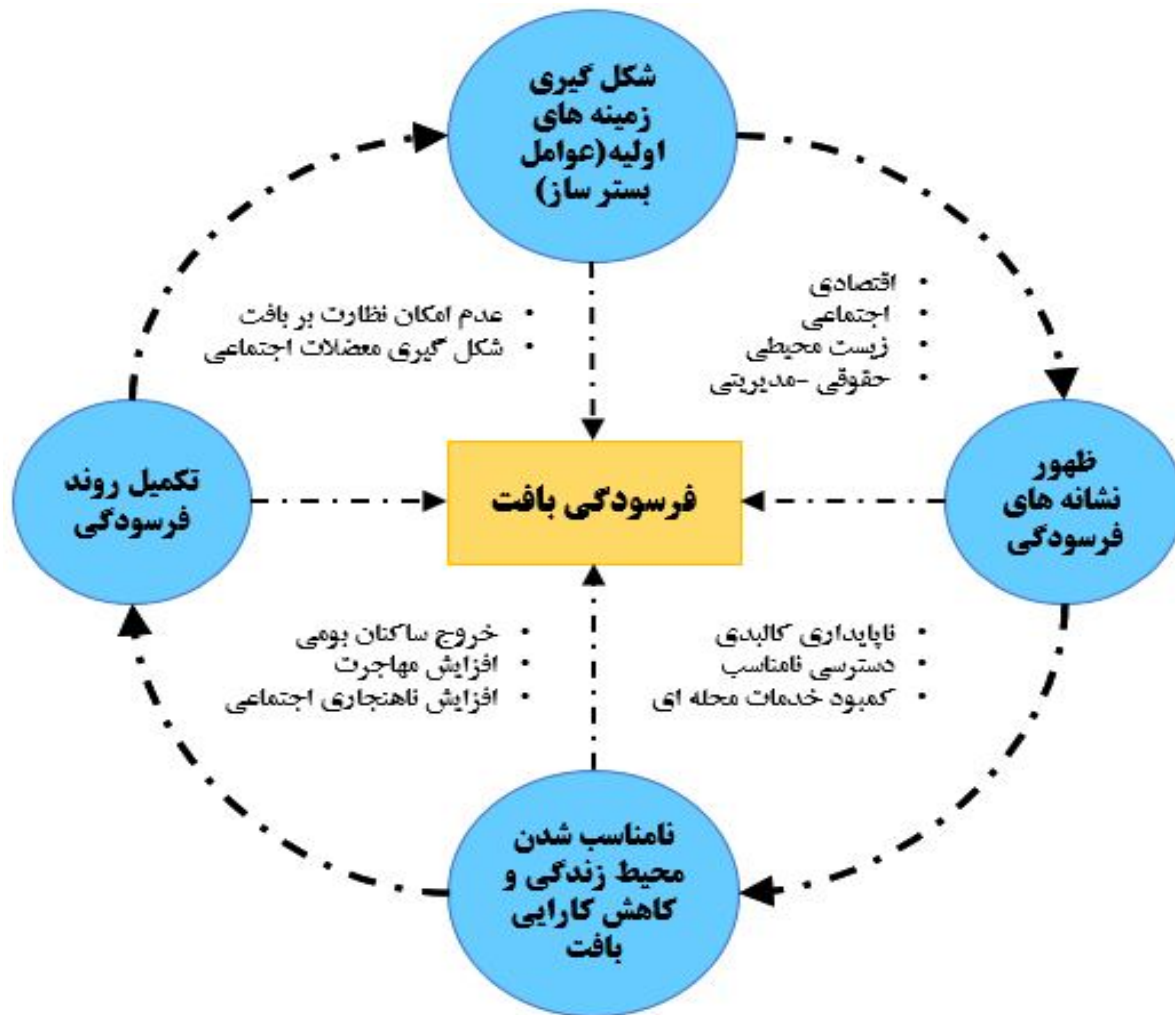 شکل گیری
زمینه های
اولیه(عوامل
بستر ساز)
اقتصادی
اجتماعی
زیست محیطی
حقوقی -مدیریتی
عدم امکان نظارت بر بافت
شکل گیری معضلات اجتماعی
ظهور
نشانه های
فرسودگی
فرسودگی بافت
تکمیل روند
فرسودگی
ناپایداری کالبدی
دسترسی نامناسب
کمبود خدمات محله ای
خروج ساکنان بومی
افزایش مهاجرت
افزایش ناهنجاری اجتماعی
نامناسب شدن
محیط زندگی و
کاهش کارایی
بافت